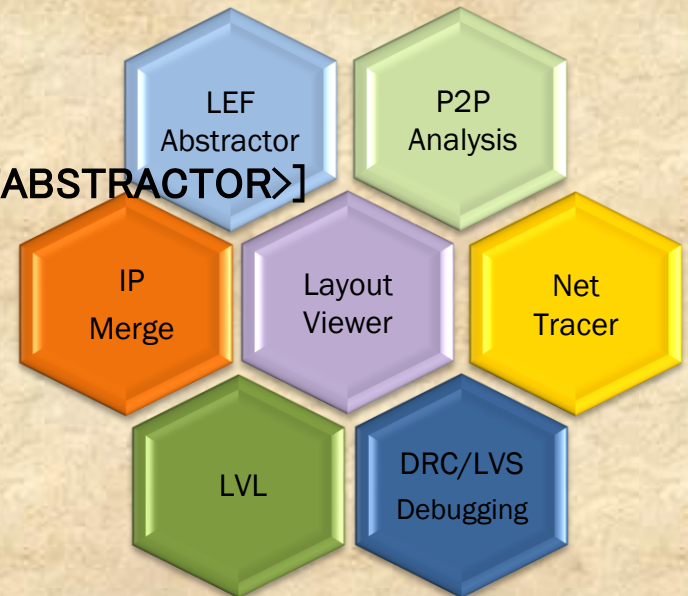 LEF
Abstractor
P2P
Analysis
ABSTRACTOR>]
IP
Merge
Layout
Viewer
Net
Tracer
LVL
DRC/LVS
Debugging